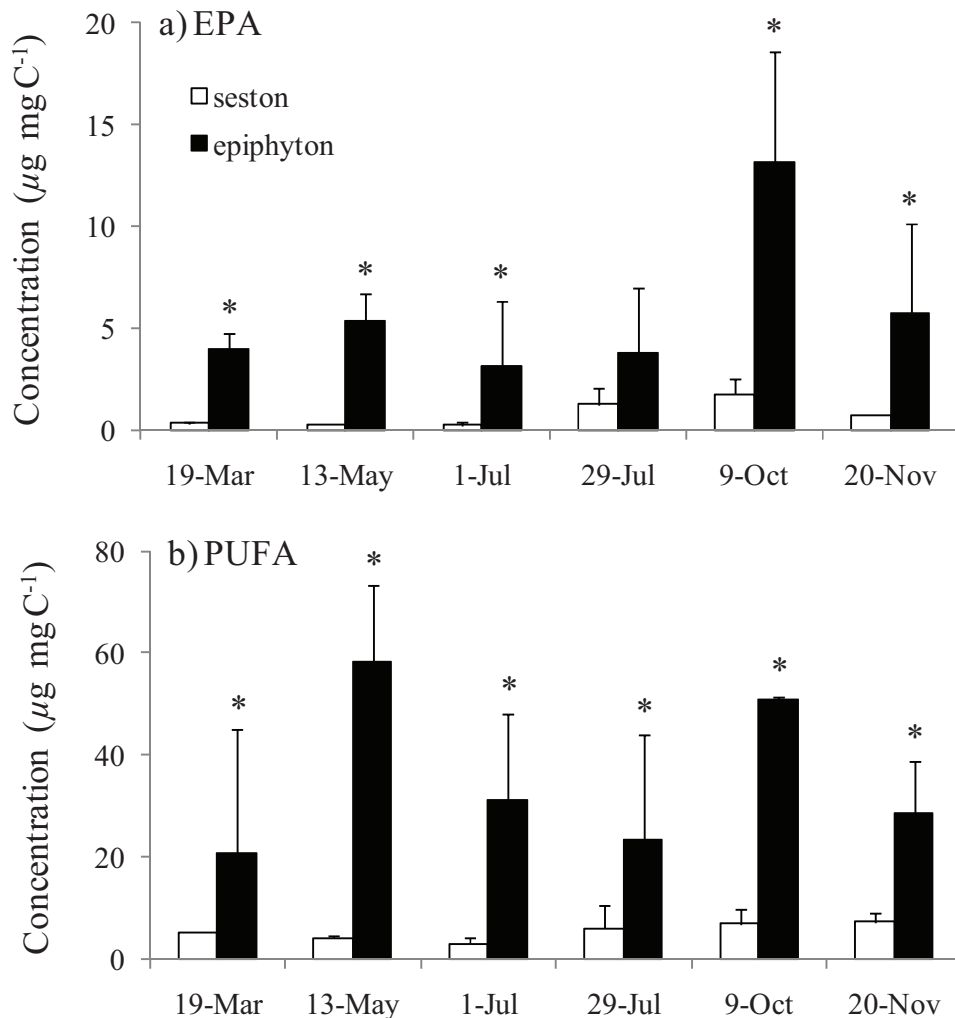 a) EPA
seston
epiphyton
*
*
*
*
*
20
15
10
5
0
Concentration (µg mg C⁻¹)
19-Mar 13-May 1-Jul 29-Jul 9-Oct 20-Nov
b) PUFA
*
*
*
*
*
*
80
60
40
20
0
Concentration (µg mg C⁻¹)
19-Mar 13-May 1-Jul 29-Jul 9-Oct 20-Nov